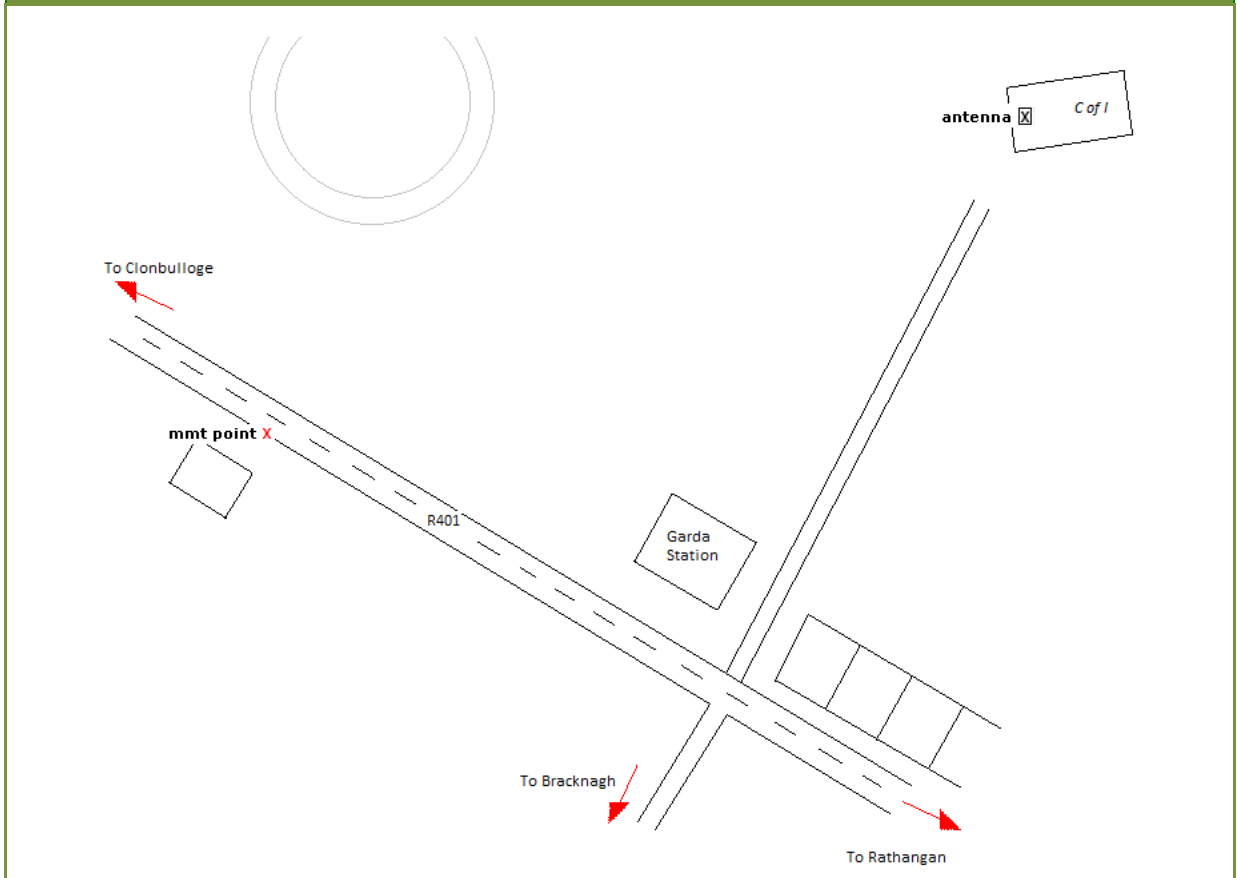 C of I
antenna X
To Clonbulloge
mmt point X
R401
Garda
Station
To Bracknagh
To Rathangan